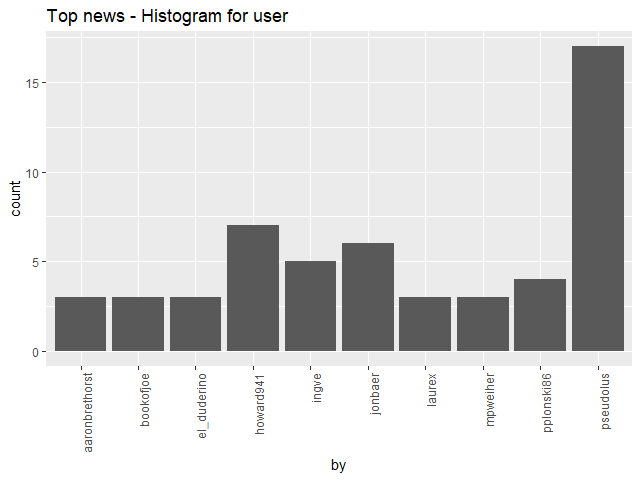 Top news - Histogram for user
count
15
10
5
0
aaronbrethorst
bookofjoe
el_duderino
howard941
ingve
jonbaer
laurex
mpweiher
pplonski86
pseudolus
by